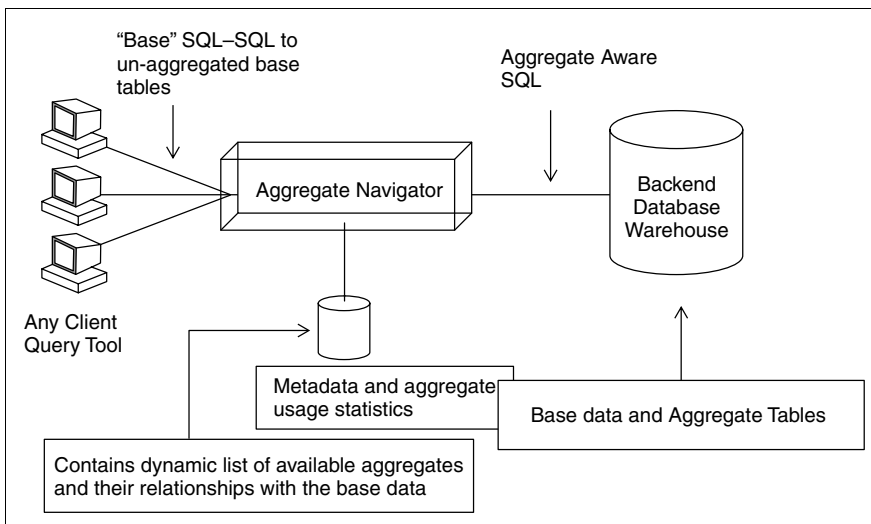 “Base” SQL–SQL to
un-aggregated base
tables
Aggregate Aware
SQL
Aggregate Navigator
Backend
Database
Warehouse
Any Client
Query Tool
Metadata and aggregate
usage statistics
Base data and Aggregate Tables
Contains dynamic list of available aggregates
and their relationships with the base data